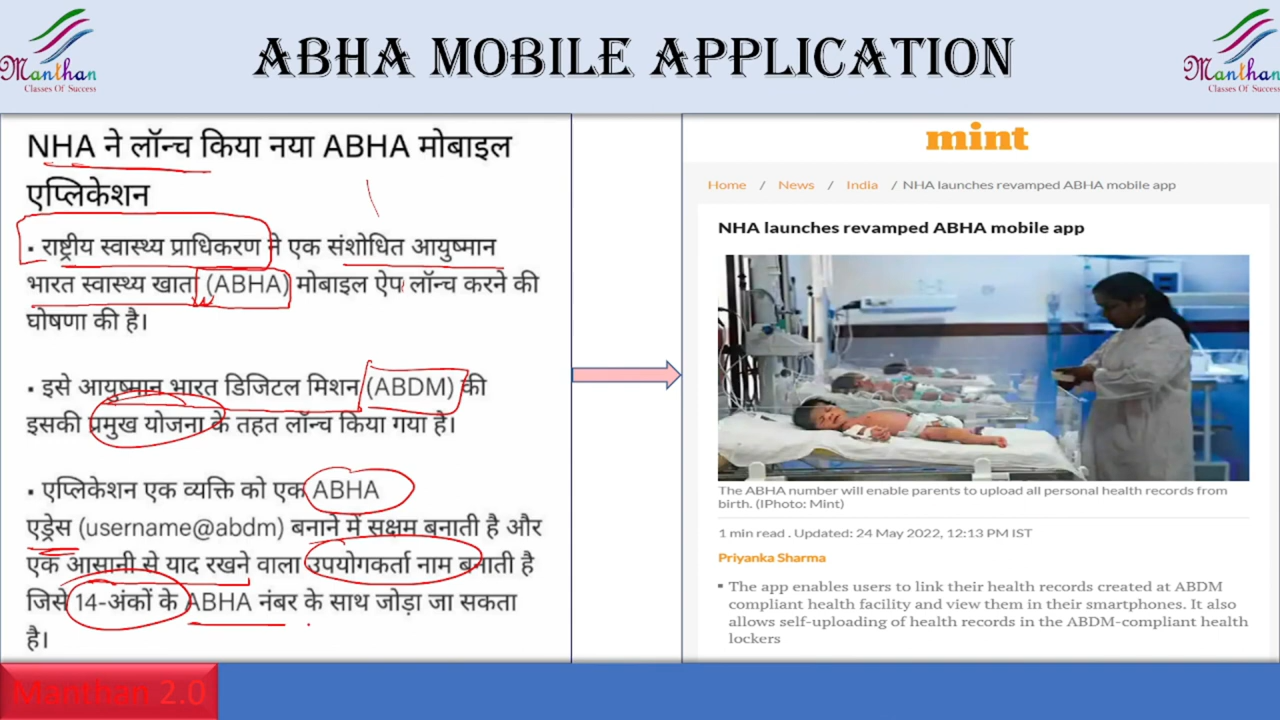 Manthan
Classes Of Success
ABHA MOBILE APPLICATION
Manthan
Classes Of Success
NHA ने लॉन्च किया नया ABHA मोबाइल
एप्लिकेशन
▪ राष्ट्रीय स्वास्थ्य प्राधिकरण ने एक संशोधित आयुष्मान
भारत स्वास्थ्य खाता (ABHA) मोबाइल ऐप लॉन्च करने की
घोषणा की है।
▪ इसे आयुष्मान भारत डिजिटल मिशन (ABDM) की
इसकी प्रमुख योजना के तहत लॉन्च किया गया है।
▪ एप्लिकेशन एक व्यक्ति को एक ABHA
एड्रेस (username@abdm) बनाने में सक्षम बनाती है और
एक आसानी से याद रखने वाला उपयोगकर्ता नाम बनाती है
जिसे 14-अंकों के ABHA नंबर के साथ जोड़ा जा सकता
है।
mint
Home / News / India / NHA launches revamped ABHA mobile app
NHA launches revamped ABHA mobile app
The ABHA number will enable parents to upload all personal health records from
birth. (IPhoto: Mint)
1 min read . Updated: 24 May 2022, 12:13 PM IST
Priyanka Sharma
▪ The app enables users to link their health records created at ABDM
compliant health facility and view them in their smartphones. It also
allows self-uploading of health records in the ABDM-compliant health
lockers
Manthan 2.0